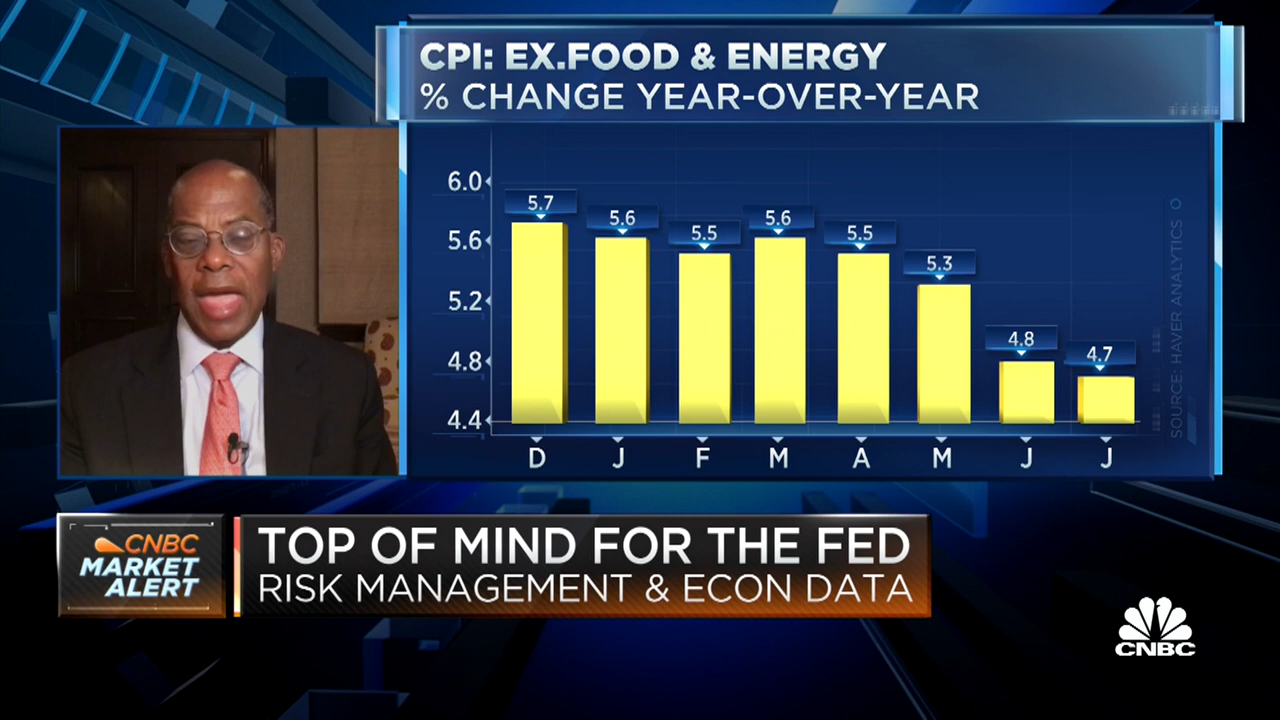 CPI: EX.FOOD & ENERGY
% CHANGE YEAR-OVER-YEAR
6.0
5.6
5.2
4.8
4.4
5.7
5.6
5.5
5.6
5.5
5.3
4.8
4.7
D J F M A M J J
SOURCE: HAVER ANALYTICS
CNBC
MARKET
ALERT
TOP OF MIND FOR THE FED
RISK MANAGEMENT & ECON DATA
CNBC